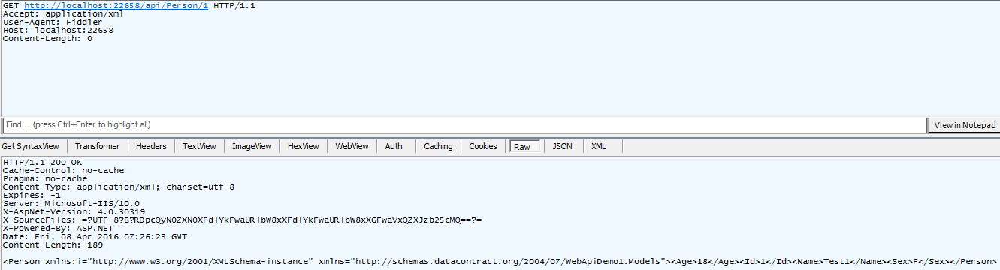 GET http://localhost:22658/api/Person/1 HTTP/1.1
Accept: application/xml
User-Agent: Fiddler
Host: localhost:22658
Content-Length: 0
Find... (press Ctrl+Enter to highlight all) View in Notepad
Get SyntaxView Transformer Headers TextView ImageView HexView WebView Auth Caching Cookies Raw JSON XML
HTTP/1.1 200 OK
Cache-Control: no-cache
Pragma: no-cache
Content-Type: application/xml; charset=utf-8
Expires: -1
Server: Microsoft-IIS/10.0
X-AspNet-Version: 4.0.30319
X-SourceFiles: =?UTF-8?B?RDpcQyNOZXNOXFdlYkFwaURlbW8xXFdlYkFwaURlbW8xXGFwaVxQZXJzb25cMQ==?=
X-Powered-By: ASP.NET
Date: Fri, 08 Apr 2016 07:26:23 GMT
Content-Length: 189
<Person xmlns:i="http://www.w3.org/2001/XMLSchema-instance" xmlns="http://schemas.datacontract.org/2004/07/WebApiDemo1.Models"><Age>18</Age><Id>1</Id><Name>Test1</Name><Sex>F</Sex></Person>